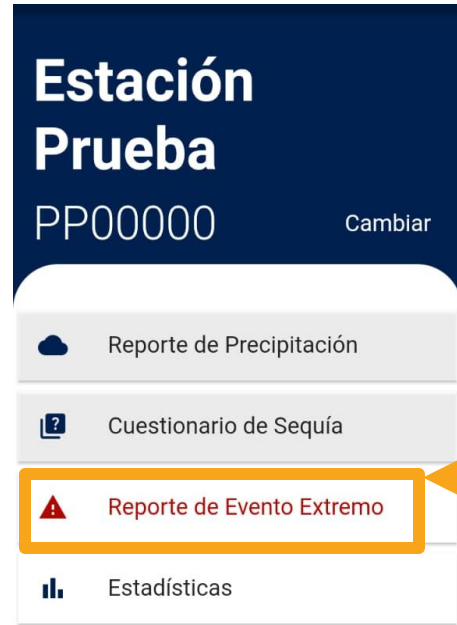 Estación
Prueba
PP00000
Cambiar
Reporte de Precipitación
Cuestionario de Sequía
Reporte de Evento Extremo
Estadísticas